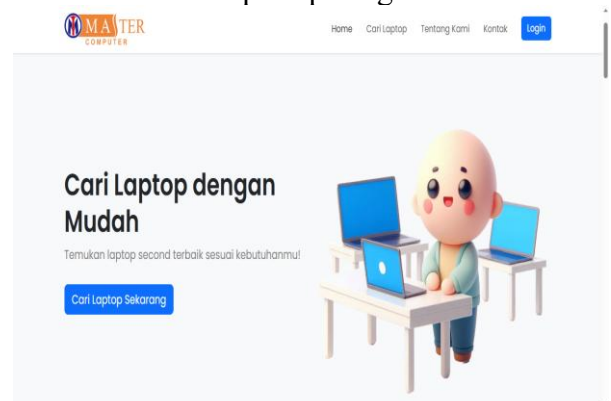 MASTER
COMPUTER
Home Cari Laptop Tentang Kami Kontak Login
Cari Laptop dengan
Mudah
Temukan laptop second terbaik sesuai kebutuhanmu!
Cari Laptop Sekarang